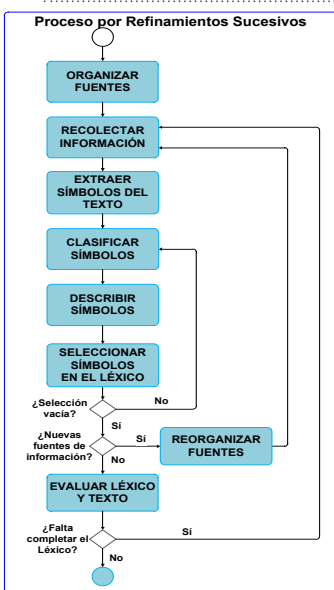 Proceso por Refinamientos Sucesivos
ORGANIZAR
FUENTES
RECOLECTAR
INFORMACIÓN
EXTRAER
SÍMBOLOS DEL
TEXTO
CLASIFICAR
SÍMBOLOS
DESCRIBIR
SÍMBOLOS
SELECCIONAR
SÍMBOLOS
EN EL LÉXICO
¿Selección
vacía?
No
Sí
¿Nuevas
fuentes de
información?
Sí
No
REORGANIZAR
FUENTES
EVALUAR LÉXICO
Y TEXTO
¿Falta
completar el
Léxico?
Sí
No